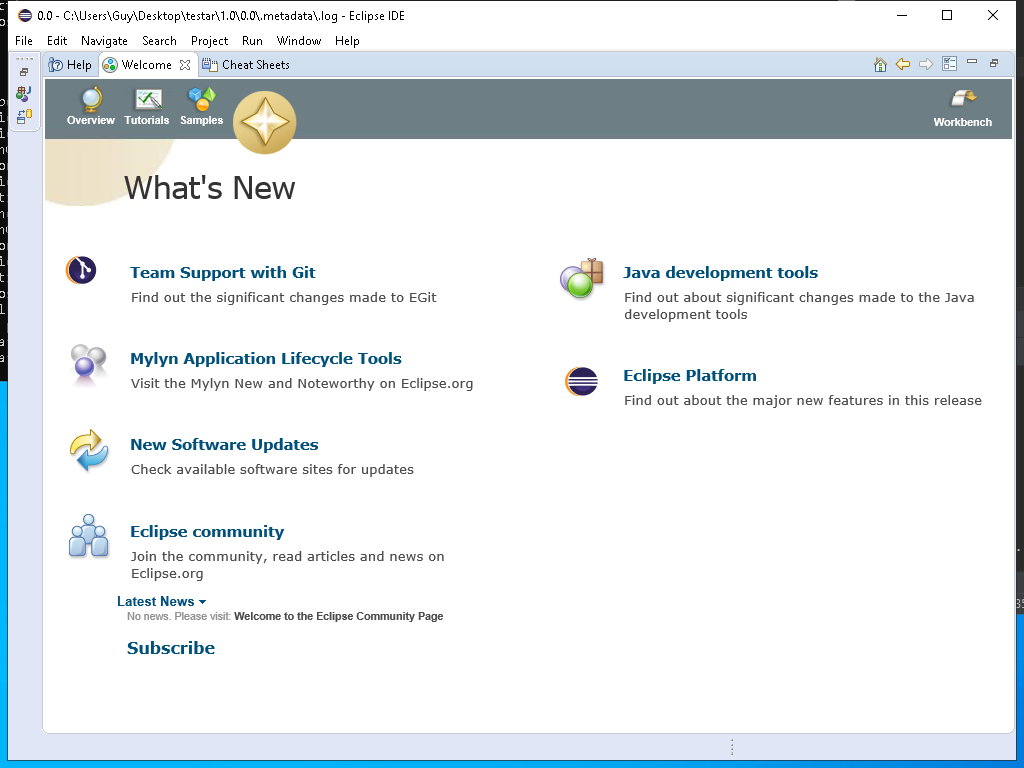 0.0 - C:\Users\Guy\Desktop\testar\1.0\0.0\.metadata\.log - Eclipse IDE
File Edit Navigate Search Project Run Window Help
Help Welcome Cheat Sheets
Overview Tutorials Samples Workbench
What's New
Team Support with Git
Find out the significant changes made to EGit
Java development tools
Find out about significant changes made to the Java
development tools
Mylyn Application Lifecycle Tools
Visit the Mylyn New and Noteworthy on Eclipse.org
Eclipse Platform
Find out about the major new features in this release
New Software Updates
Check available software sites for updates
Eclipse community
Join the community, read articles and news on
Eclipse.org
Latest News
No news. Please visit: Welcome to the Eclipse Community Page
Subscribe